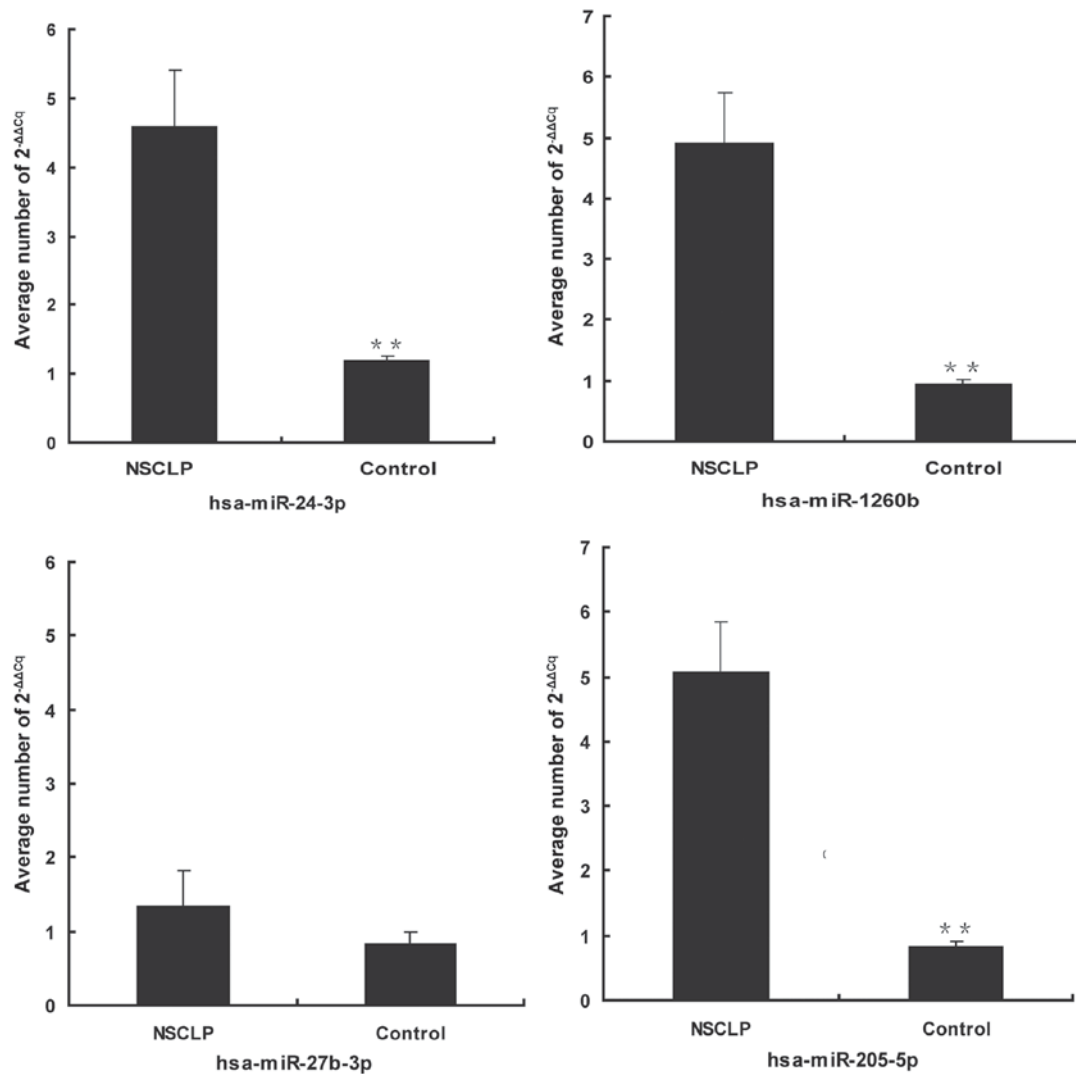 Average number of 2-ΔΔCq
6
5
4
3
2
1
0
**
NSCLP Control
hsa-miR-24-3p
Average number of 2-ΔΔCq
7
6
5
4
3
2
1
0
**
NSCLP Control
hsa-miR-1260b
Average number of 2-ΔΔCq
6
5
4
3
2
1
0
NSCLP Control
hsa-miR-27b-3p
Average number of 2-ΔΔCq
7
6
5
4
3
2
1
0
**
NSCLP Control
hsa-miR-205-5p